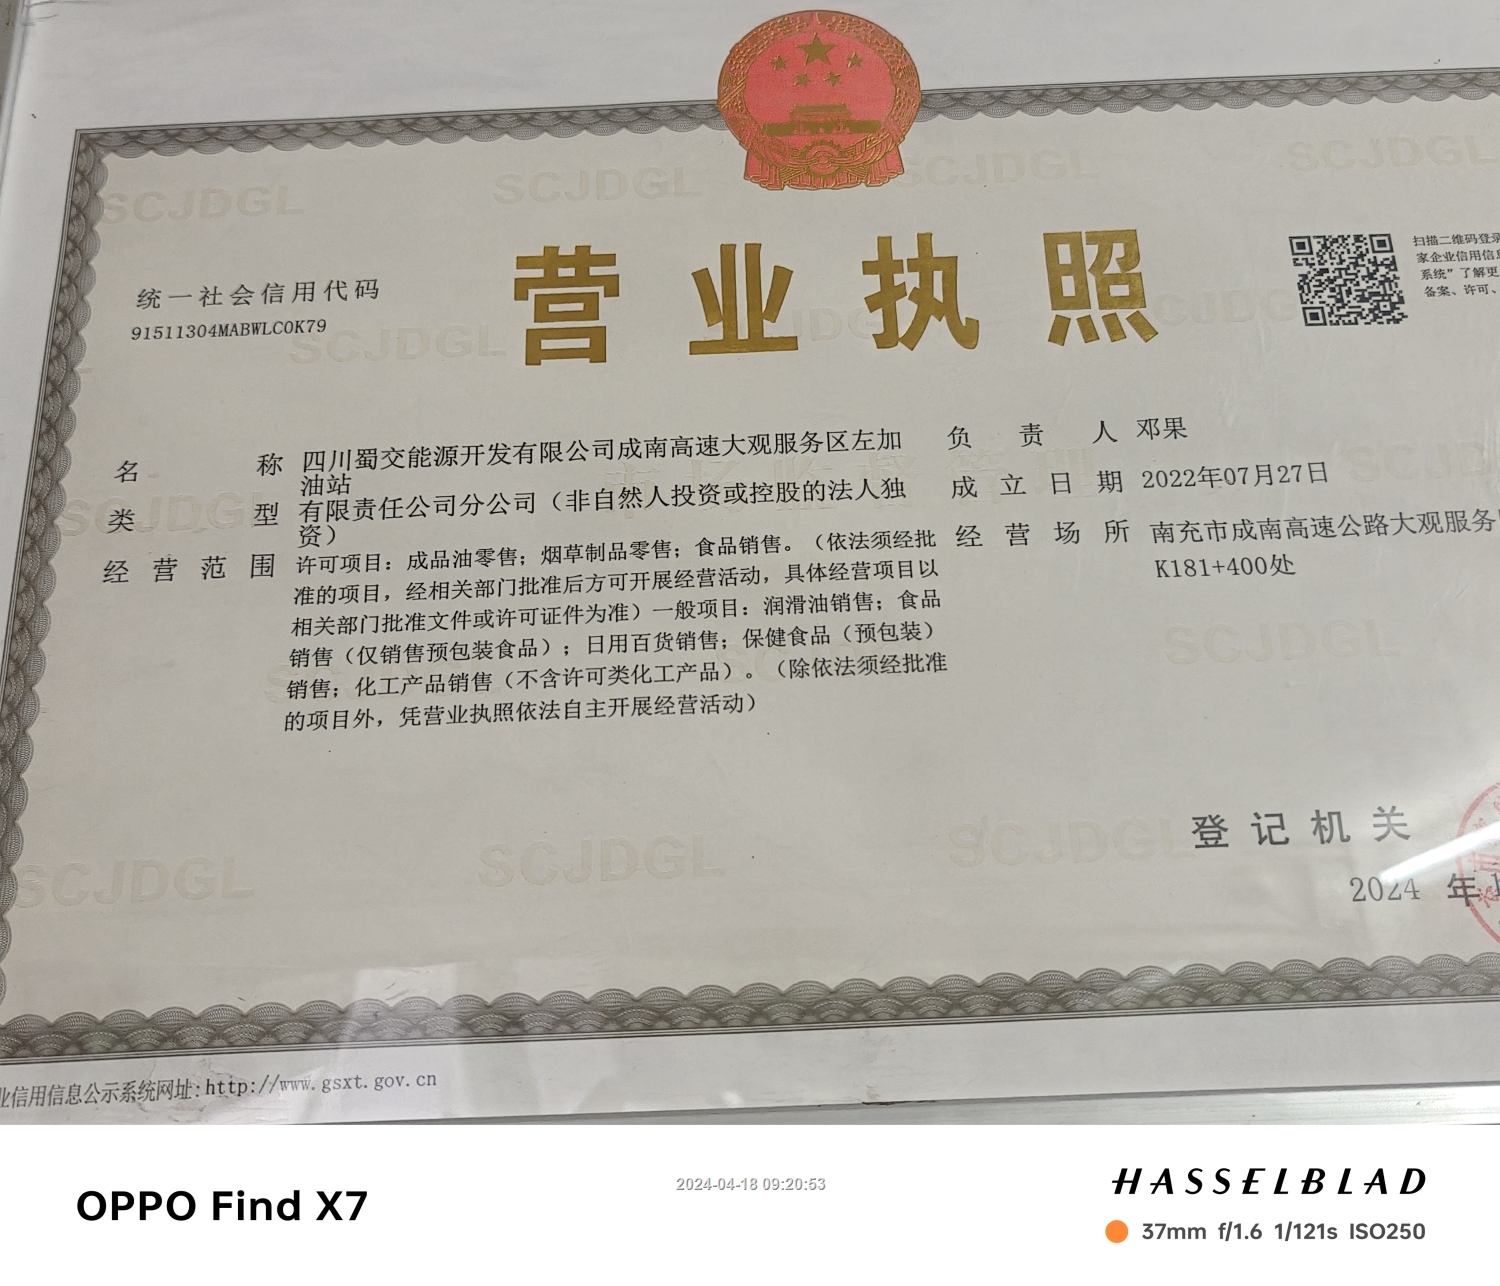 营业执照
统一社会信用代码
91511304MABWLC0K79
扫描二维码登录
家企业信用信息
系统”了解更
备案、许可、
名称 四川蜀交能源开发有限公司成南高速大观服务区左加
油站
类型 有限责任公司分公司（非自然人投资或控股的法人独
资）
经营范围 许可项目：成品油零售；烟草制品零售；食品销售。（依法须经批
准的项目，经相关部门批准后方可开展经营活动，具体经营项目以
相关部门批准文件或许可证件为准）一般项目：润滑油销售；食品
销售（仅销售预包装食品）；日用百货销售；保健食品（预包装）
销售；化工产品销售（不含许可类化工产品）。（除依法须经批准
的项目外，凭营业执照依法自主开展经营活动）
负责人 邓果
成立日期 2022年07月27日
经营场所 南充市成南高速公路大观服务
K181+400处
登记机关
2024 年
业信用信息公示系统网址:http://www.gsxt.gov.cn
OPPO Find X7
2024-04-18 09:20:53
HASSELBLAD
37mm f/1.6 1/121s ISO250